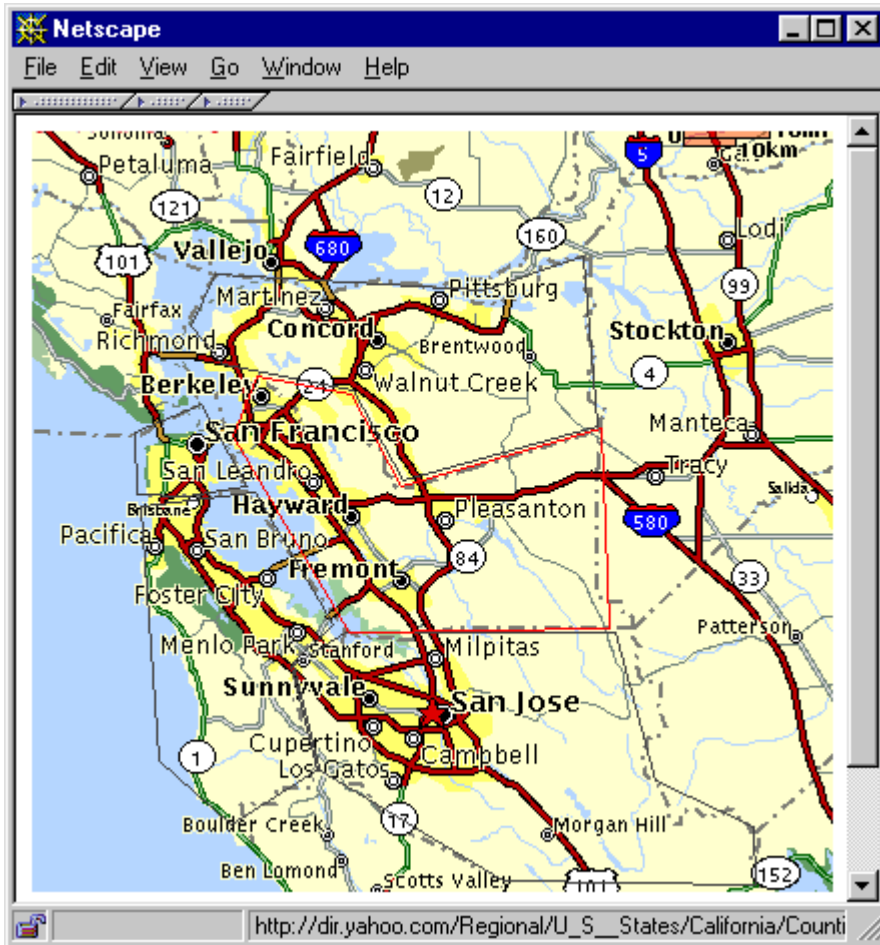 Netscape
File Edit View Go Window Help
Fairfield
Petaluma
5
10km
12
121
160
Lodi
101
Vallejo
680
99
Martinez
Pittsburg
Fairfax
Concord
Stockton
Richmond
Brentwood
Berkeley
24
Walnut Creek
4
San Francisco
Manteca
San Leandro
Tracy
Salida
Brisbane
Hayward
Pleasanton
580
Pacifica
San Bruno
84
Fremont
33
Foster City
Patterson
Menlo Park
Stanford
Milpitas
Sunnyvale
San Jose
Cupertino
Campbell
1
Los Gatos
17
Boulder Creek
Morgan Hill
Ben Lomond
152
Scotts Valley
101
http://dir.yahoo.com/Regional/U_S__States/California/Counti